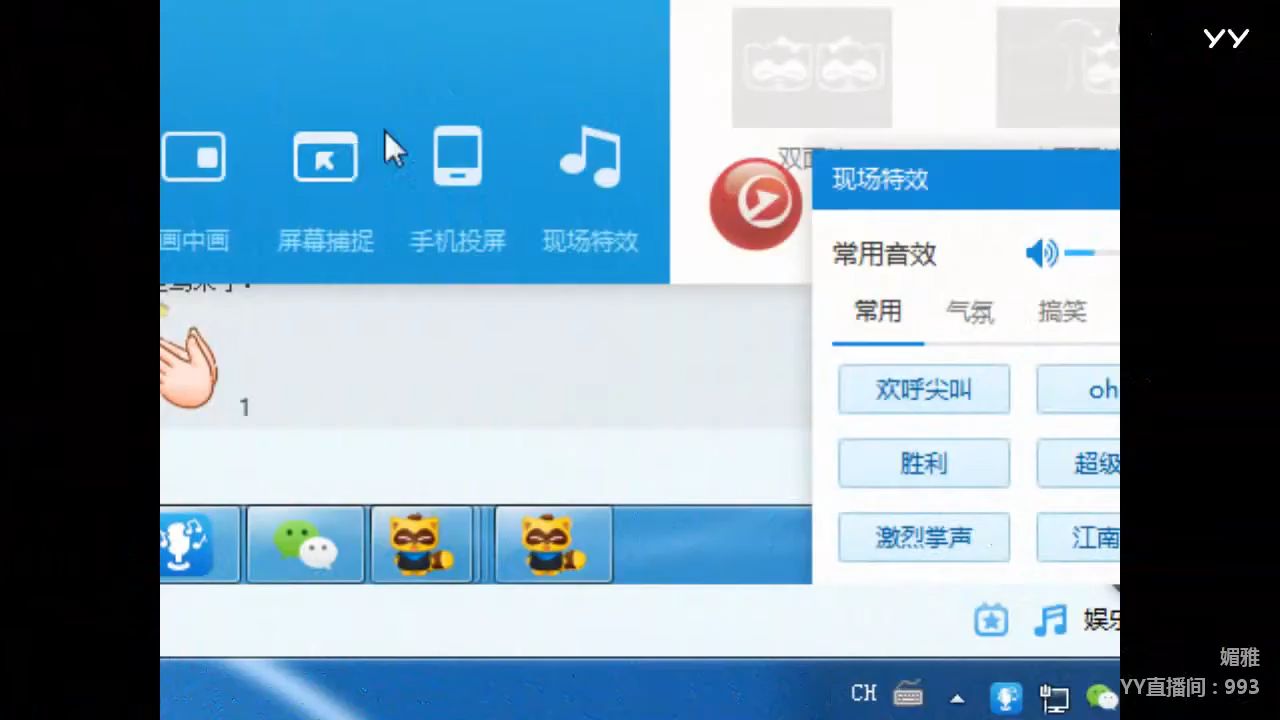 YY
画中画
屏幕捕捉
手机投屏
现场特效
双面
现场特效
常用音效
常用
气氛
搞笑
1
欢呼尖叫
oh
胜利
超级
激烈掌声
江南
娱乐
CH
媚雅
YY直播间：993